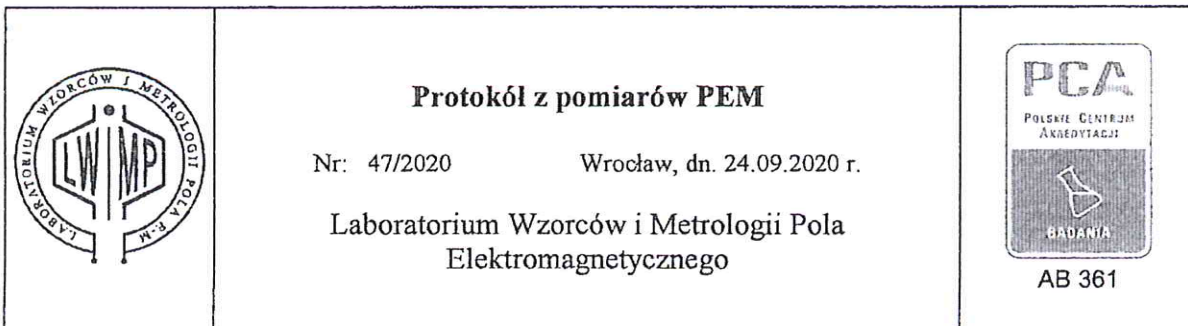 LABORATORIUM WZORCÓW I METROLOGII POLA E-M
LWiMP
Protokół z pomiarów PEM
Nr: 47/2020 Wrocław, dn. 24.09.2020 r.
Laboratorium Wzorców i Metrologii Pola
Elektromagnetycznego
PCA
POLSKIE CENTRUM
AKREDYTACJI
BADANIA
AB 361